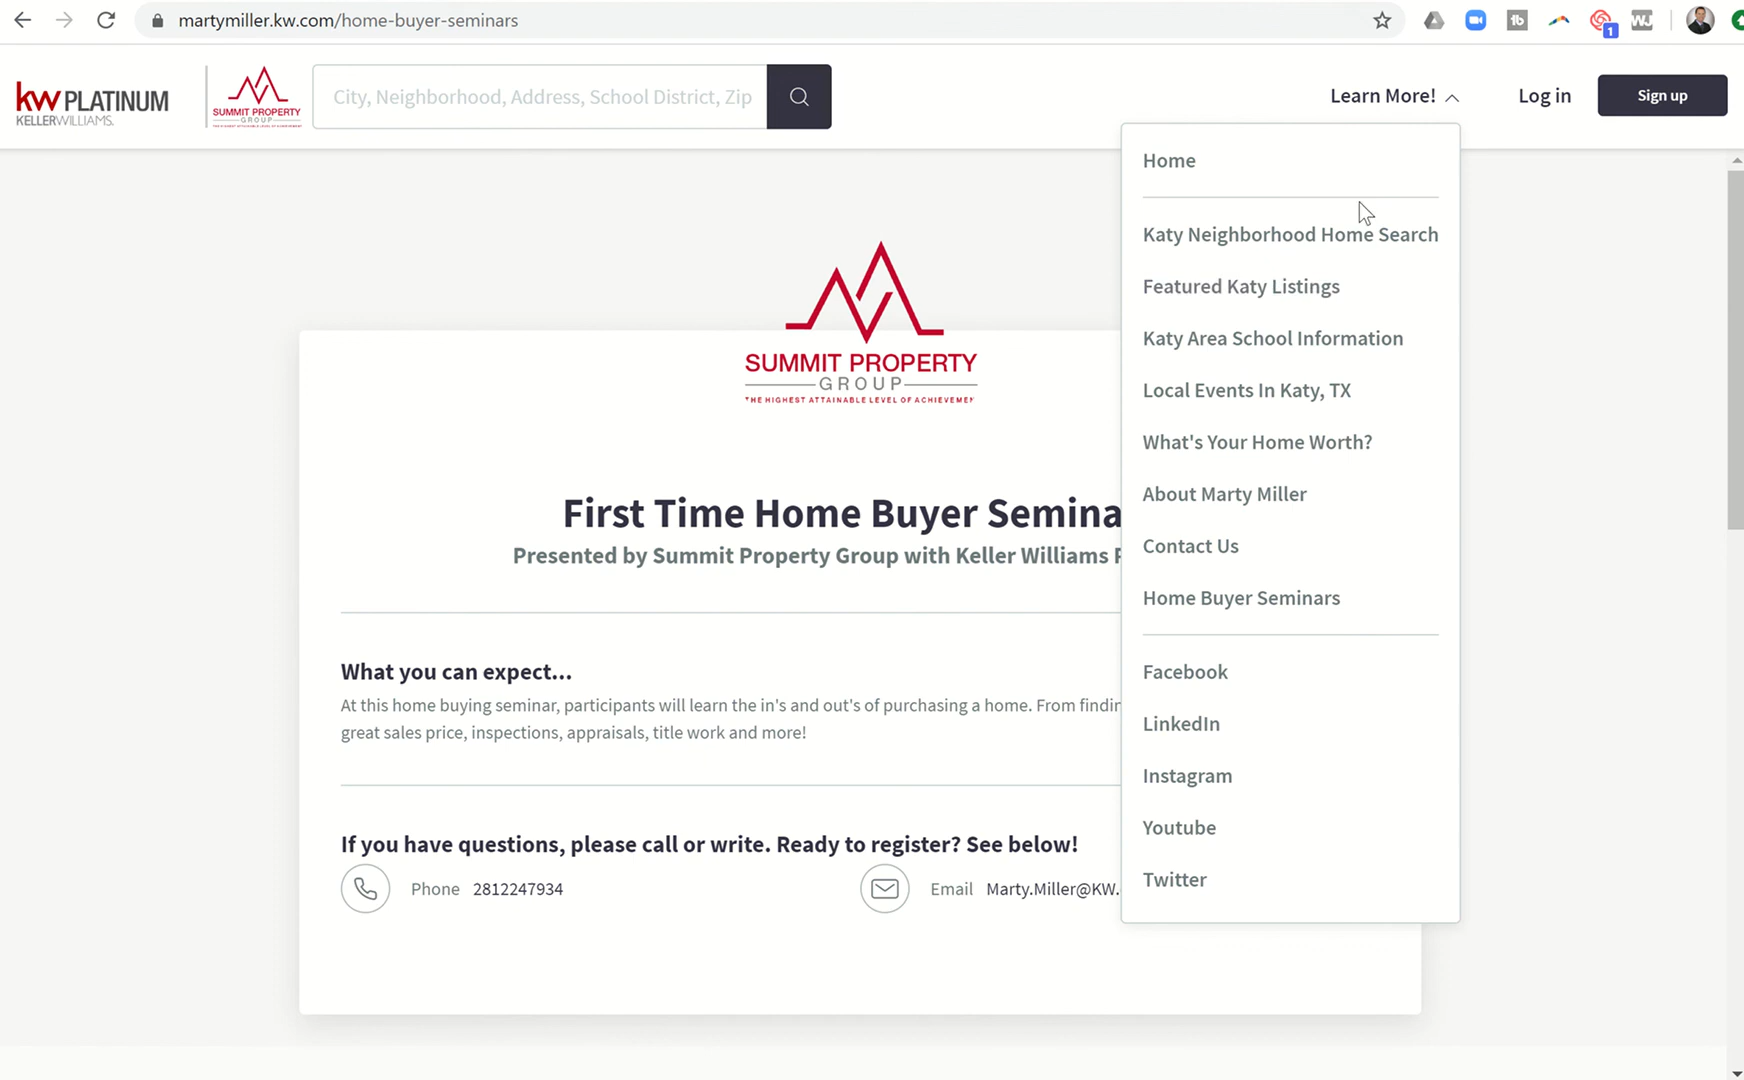 martymiller.kw.com/home-buyer-seminars
1
kw PLATINUM
KELLERWILLIAMS.
SUMMIT PROPERTY
GROUP
City, Neighborhood, Address, School District, Zip
Learn More!
Log in
Sign up
Home
Katy Neighborhood Home Search
Featured Katy Listings
Katy Area School Information
Local Events In Katy, TX
What's Your Home Worth?
About Marty Miller
Contact Us
Home Buyer Seminars
Facebook
LinkedIn
Instagram
Youtube
Twitter
SUMMIT PROPERTY
GROUP
THE HIGHEST ATTAINABLE LEVEL OF ACHIEVEMEN
First Time Home Buyer Semina
Presented by Summit Property Group with Keller Williams
What you can expect...
At this home buying seminar, participants will learn the in's and out's of purchasing a home. From findin
great sales price, inspections, appraisals, title work and more!
If you have questions, please call or write. Ready to register? See below!
Phone 2812247934
Email Marty.Miller@KW.